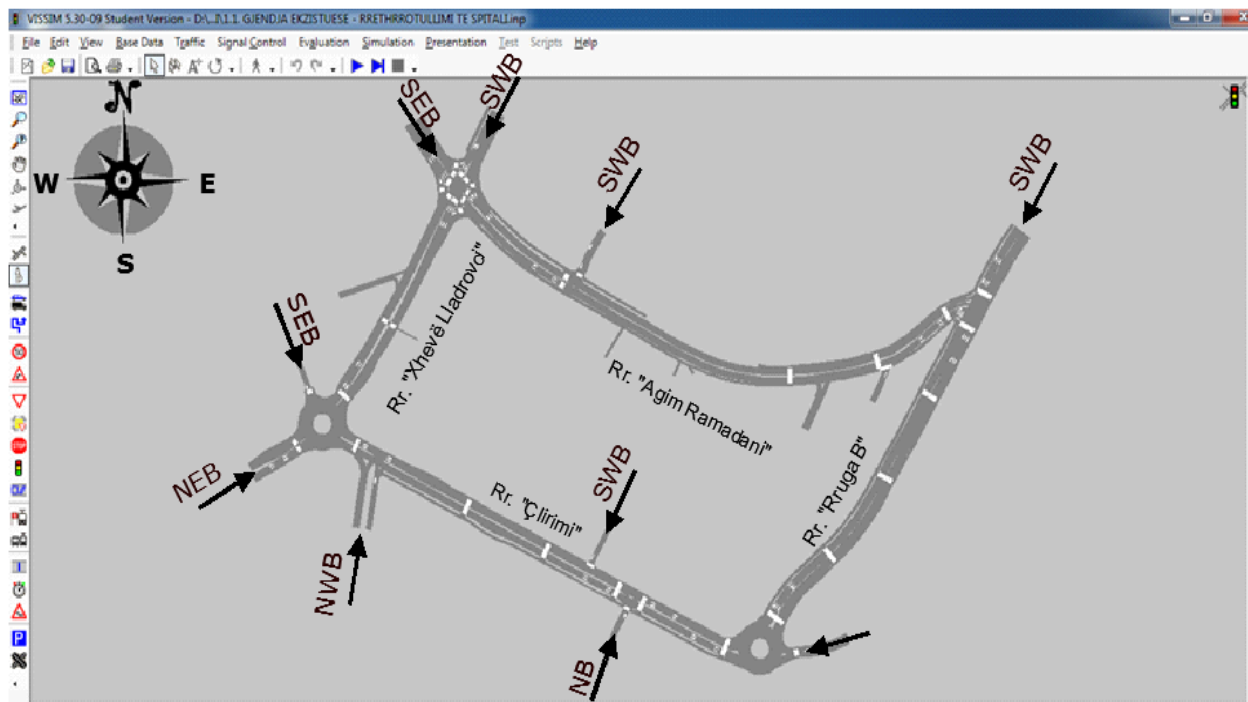 VISSIM 5.30-09 Student Version - D:\...\1.1. GJENDJA EKZISTUESE - RRETHRROTULLIMI TE SPITALI.inp
File Edit View Base Data Traffic Signal Control Evaluation Simulation Presentation Test Scripts Help
N
W E
S
SEB
SWB
SWB
SWB
Rr. "Xhevë Lladrovci"
SEB
Rr. "Agim Ramadani"
NEB
Rr. "Çlirimi"
SWB
Rr. "Rruga B"
NWB
NB